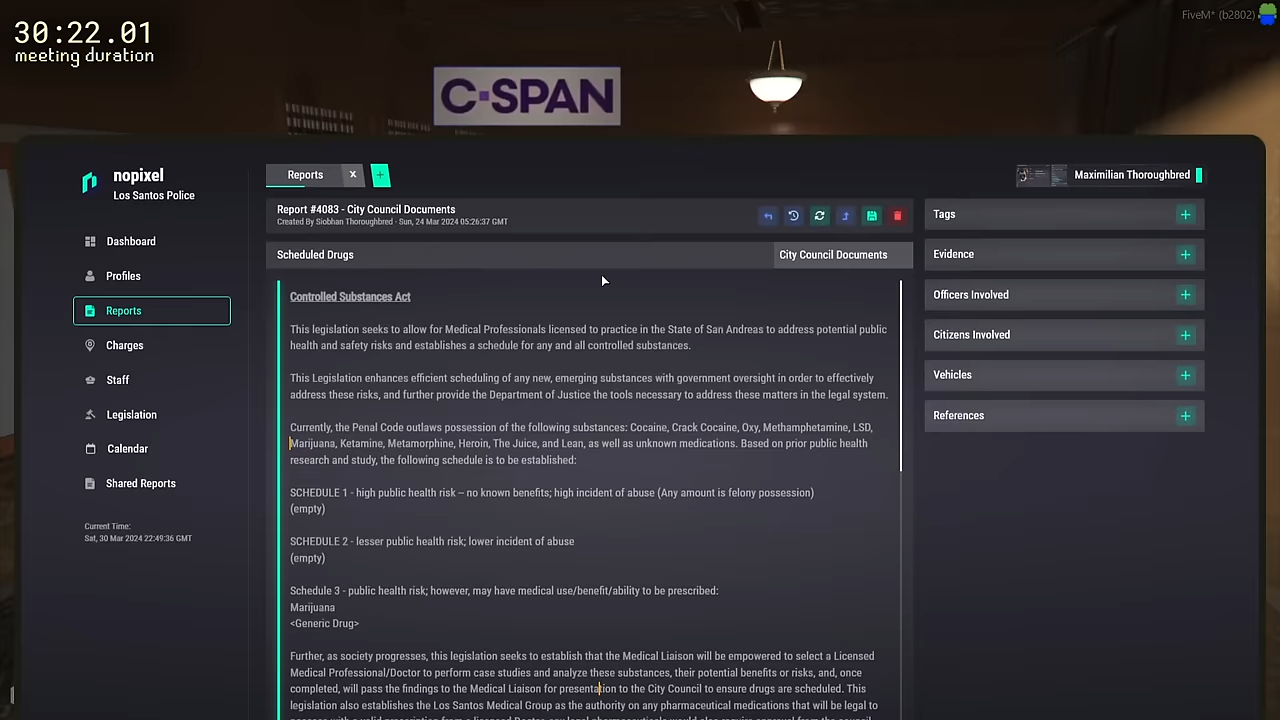 30:22.01
meeting duration
FiveM* (b2802)
C-SPAN
nopixel
Los Santos Police
Reports x +
Maximilian Thoroughbred
Report #4083 - City Council Documents
Created By Siobhan Thoroughbred - Sun, 24 Mar 2024 05:26:37 GMT
Scheduled Drugs
City Council Documents
Dashboard
Profiles
Reports
Charges
Staff
Legislation
Calendar
Shared Reports
Current Time:
Sat, 30 Mar 2024 22:49:36 GMT
Controlled Substances Act
This legislation seeks to allow for Medical Professionals licensed to practice in the State of San Andreas to address potential public
health and safety risks and establishes a schedule for any and all controlled substances.
This Legislation enhances efficient scheduling of any new, emerging substances with government oversight in order to effectively
address these risks, and further provide the Department of Justice the tools necessary to address these matters in the legal system.
Currently, the Penal Code outlaws possession of the following substances: Cocaine, Crack Cocaine, Oxy, Methamphetamine, LSD,
Marijuana, Ketamine, Metamorphine, Heroin, The Juice, and Lean, as well as unknown medications. Based on prior public health
research and study, the following schedule is to be established:
SCHEDULE 1 - high public health risk – no known benefits; high incident of abuse (Any amount is felony possession)
(empty)
SCHEDULE 2 - lesser public health risk; lower incident of abuse
(empty)
Schedule 3 - public health risk; however, may have medical use/benefit/ability to be prescribed:
Marijuana
<Generic Drug>
Further, as society progresses, this legislation seeks to establish that the Medical Liaison will be empowered to select a Licensed
Medical Professional/Doctor to perform case studies and analyze these substances, their potential benefits or risks, and, once
completed, will pass the findings to the Medical Liaison for presentation to the City Council to ensure drugs are scheduled. This
legislation also establishes the Los Santos Medical Group as the authority on any pharmaceutical medications that will be legal to
Tags +
Evidence +
Officers Involved +
Citizens Involved +
Vehicles +
References +